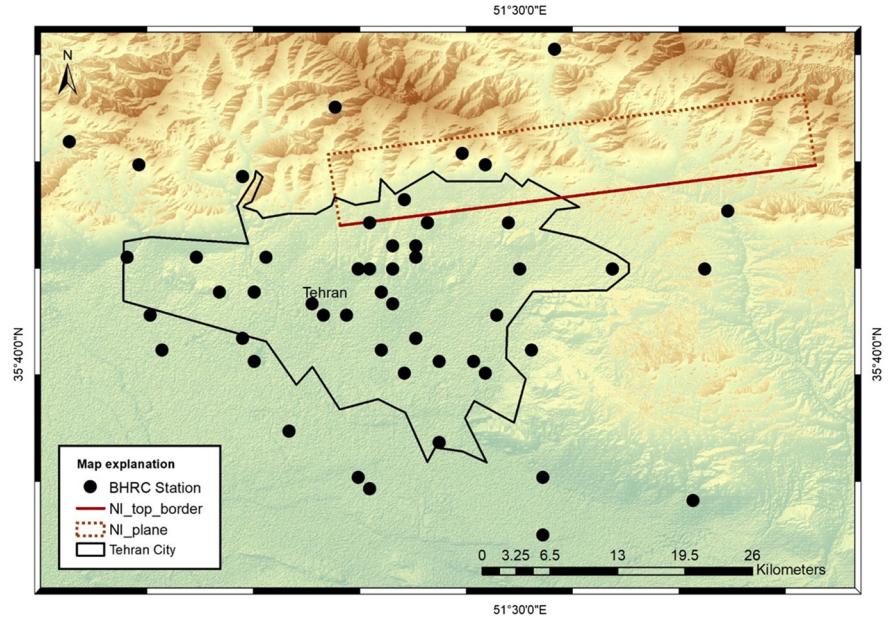 51°30'0"E
N
35°40'0"N
35°40'0"N
Tehran
Map explanation
BHRC Station
NI_top_border
NI_plane
Tehran City
0 3.25 6.5 13 19.5 26
Kilometers
51°30'0"E